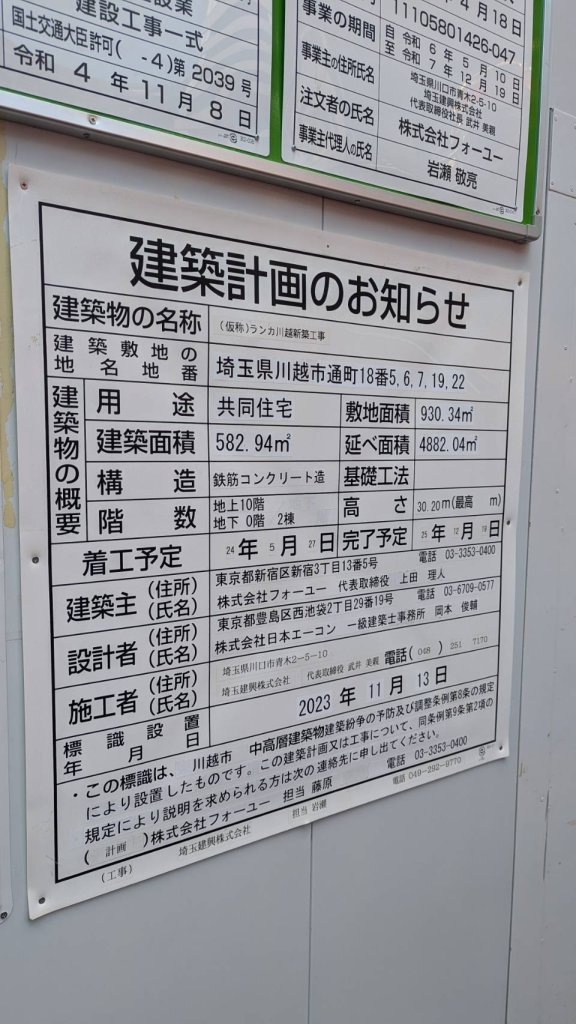 建設工事一式
国土交通大臣許可( -4)第 2039 号
令和 4 年 11月 8 日
4 月 18日
11105801426-047
事業の期間
自 令和 6 年 5 月 10 日
至 令和 7 年 12 月 19 日
事業主の住所氏名
埼玉県川口市青木2-5-10
埼玉建興株式会社
代表取締役社長 武井 美親
注文者の氏名
株式会社フォーユー
事業主代理人の氏名
岩瀬 敬亮
建築計画のお知らせ
建築物の名称
(仮称)ランカ川越新築工事
建築敷地の地名地番
埼玉県川越市通町18番5,6,7,19,22
建築物の概要
用途 共同住宅 敷地面積 930.34㎡
建築面積 582.94㎡ 延べ面積 4882.04㎡
構造 鉄筋コンクリート造 基礎工法
階数 地上10階 地下 0階 2棟 高さ 30.20m(最高 m)
着工予定 24年 5月 27日 完了予定 25年 12月 19日
建築主 (住所) 東京都新宿区新宿3丁目13番5号 電話 03-3353-0400
(氏名) 株式会社フォーユー 代表取締役 上田 理人
設計者 (住所) 東京都豊島区西池袋2丁目29番19号 電話 03-6709-0577
(氏名) 株式会社日本エーコン 一級建築士事務所 岡本 俊輔
施工者 (住所) 埼玉県川口市青木2-5-10
(氏名) 埼玉建興株式会社 代表取締役 武井 美親 電話(048)251 7170
標識設置年月日 2023 年 11 月 13 日
・この標識は、川越市 中高層建築物建築紛争の予防及び調整条例第8条の規定
により設置したものです。この建築計画又は工事について、同条例第9条第2項の
規定により説明を求められる方は次の連絡先に申し出てください。
( 計画 )株式会社フォーユー 担当 藤原 電話 03-3353-0400
(工事) 埼玉建興株式会社 担当 岩瀬 電話 049-292-9770